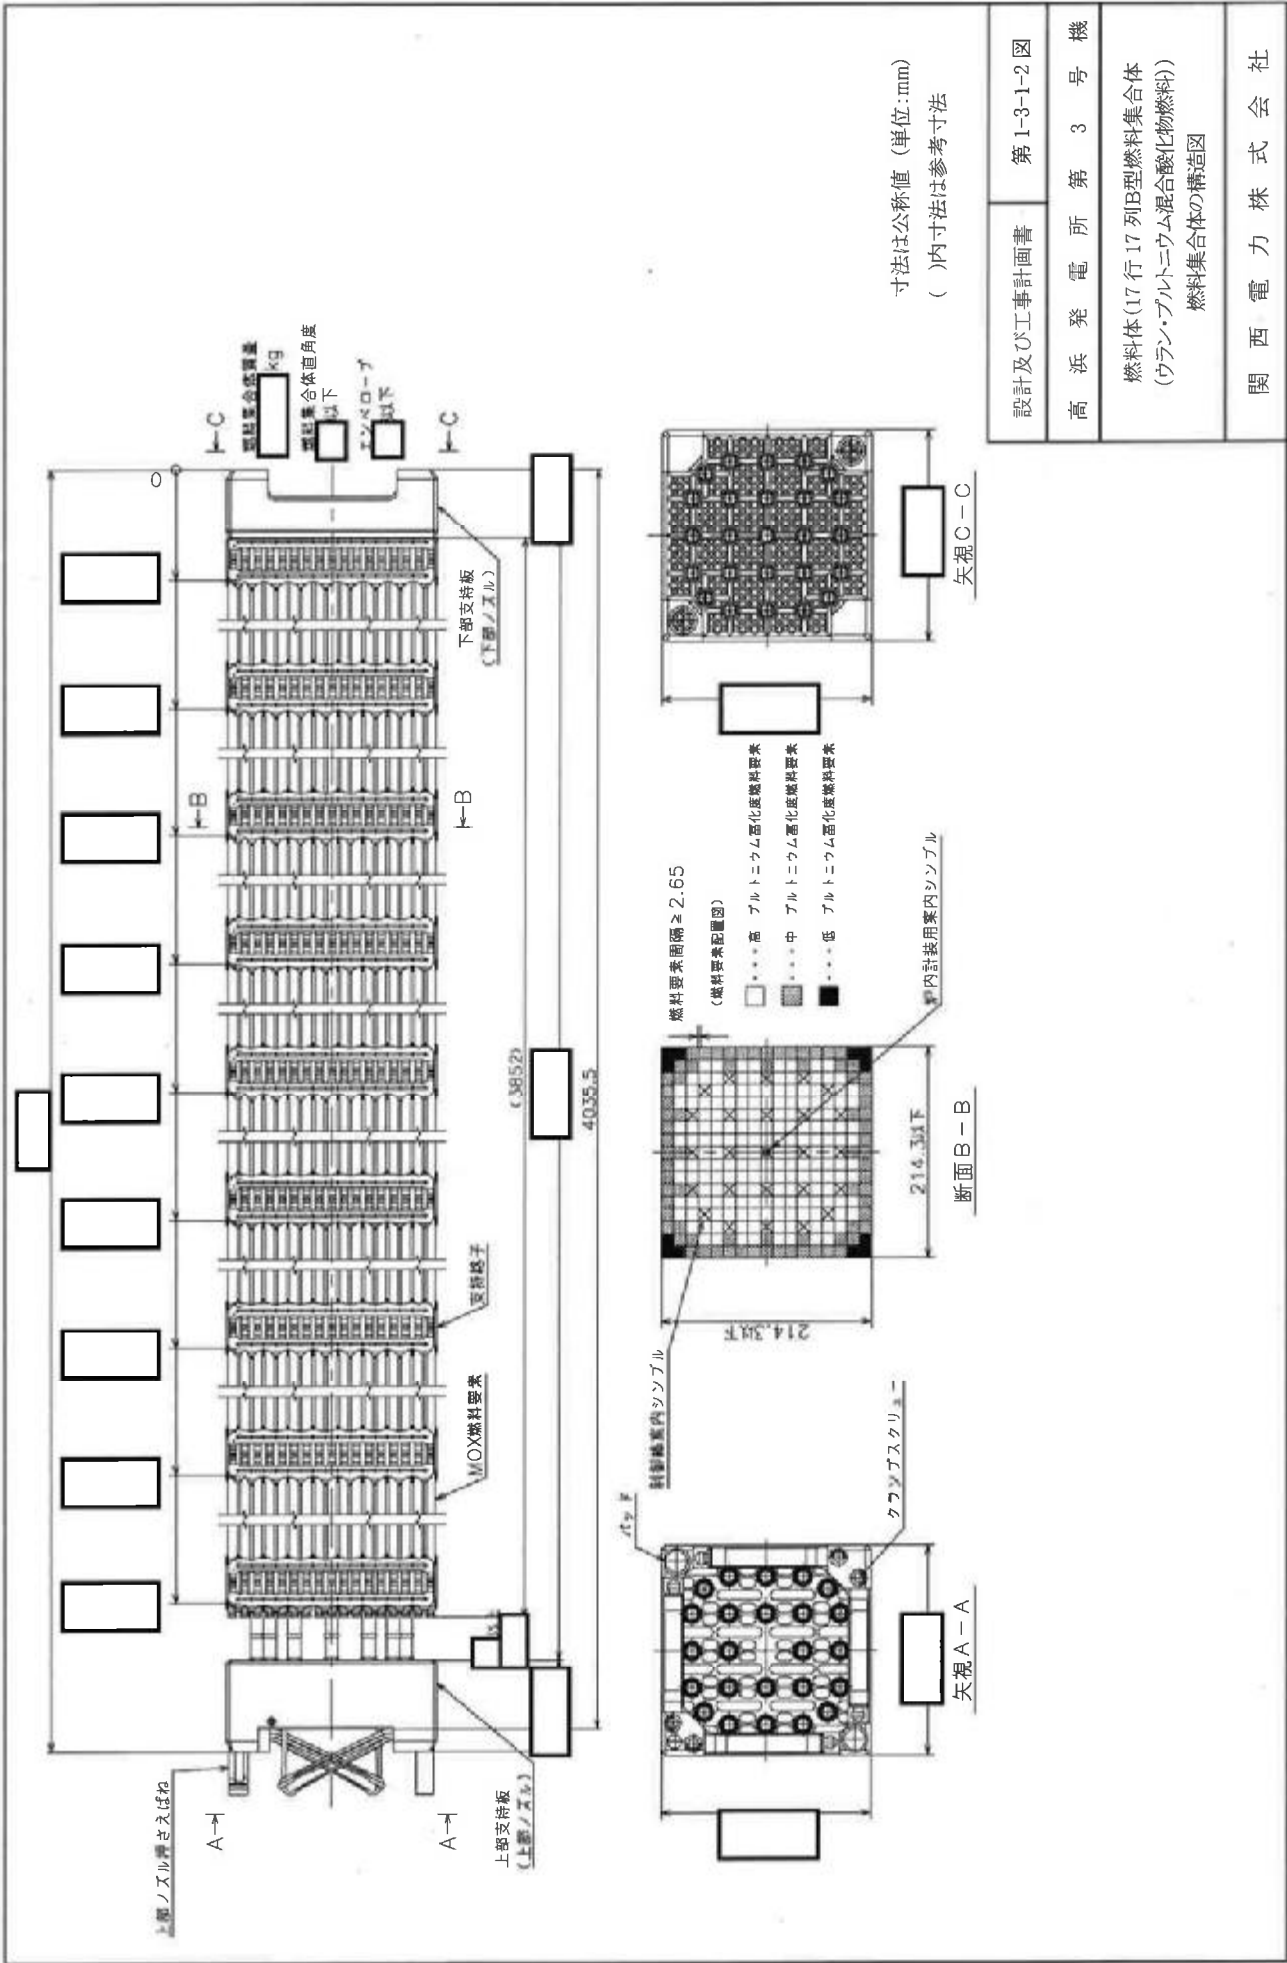 上部ノズル押さえばね
A
A
上部支持板
(上部ノズル)
MOX燃料要素
支持格子
下部支持板
(下部ノズル)
B
B
0
C
C
燃料集合体質量
kg
燃料集合体直角度
以下
エンベロープ
以下
(3852)
4035.5
パッド
クランプスクリュー
矢視A-A
制御棒案内シンブル
214.3以下
214.3以下
断面B-B
炉内計装用案内シンブル
燃料要素間隔≧2.65
(燃料要素配置図)
・・・高 プルトニウム富化度燃料要素
・・・中 プルトニウム富化度燃料要素
・・・低 プルトニウム富化度燃料要素
矢視C-C
寸法は公称値 (単位:mm)
( )内寸法は参考寸法
設計及び工事計画書 第1-3-1-2図
高浜発電所第3号機
燃料体(17行17列B型燃料集合体
(ウラン・プルトニウム混合酸化物燃料))
燃料集合体の構造図
関西電力株式会社